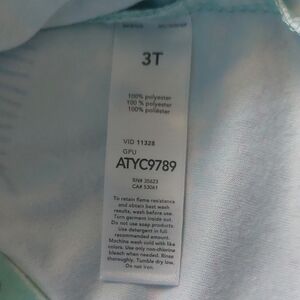 3T
100% polyester
100 % polyester
100% poliéster
VID 11328
GPU
ATYC9789
RN# 35623
CA# 53061
To retain flame resistance
and obtain best wash
results, wash before use.
Turn garment inside out.
Do not use soap products
Use detergent in full
recommended amount.
Machine wash cold with like
colors. Use only non-chlorine
bleach when needed. Rinse
thoroughly. Tumble dry low.
Do not iron.